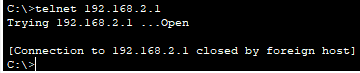 C:\>telnet 192.168.2.1
Trying 192.168.2.1 ...Open
[Connection to 192.168.2.1 closed by foreign host]
C:\>